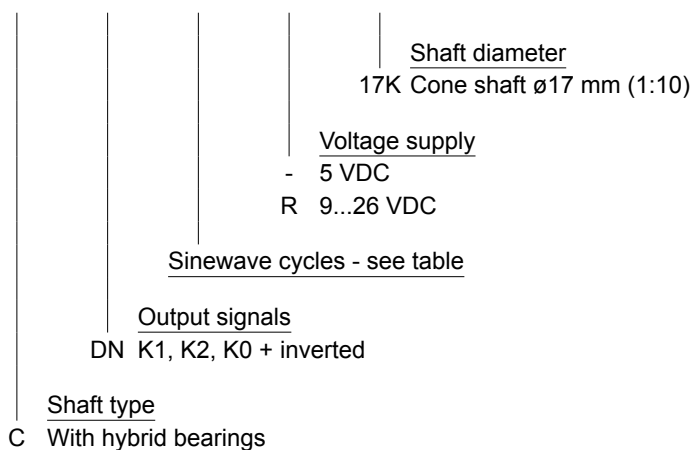 Shaft diameter
17K Cone shaft ø17 mm (1:10)
Voltage supply
- 5 VDC
R 9...26 VDC
Sinewave cycles - see table
Output signals
DN K1, K2, K0 + inverted
Shaft type
C With hybrid bearings